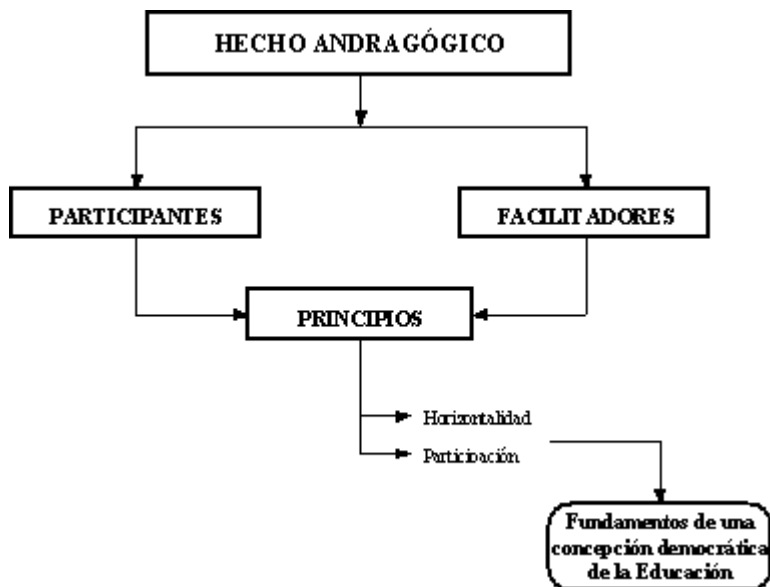 HECHO ANDRAGÓGICO
PARTICIPANTES
FACILITADORES
PRINCIPIOS
Horizontalidad
Participación
Fundamentos de una
concepción democrática
de la Educación